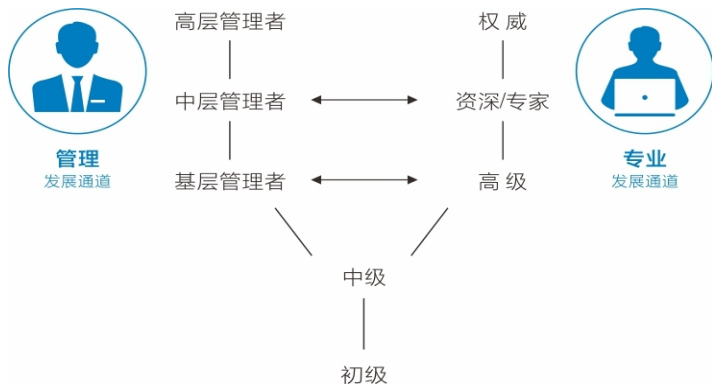 高层管理者
权威
中层管理者
资深/专家
管理
发展通道
专业
发展通道
基层管理者
高级
中级
初级